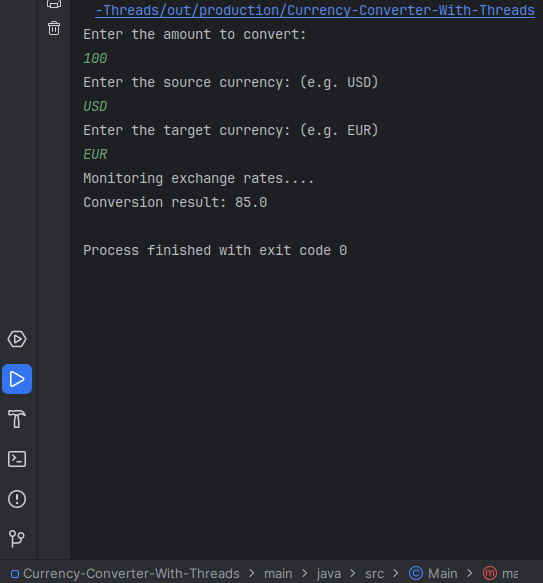 -Threads/out/production/Currency-Converter-With-Threads
Enter the amount to convert:
100
Enter the source currency: (e.g. USD)
USD
Enter the target currency: (e.g. EUR)
EUR
Monitoring exchange rates....
Conversion result: 85.0
Process finished with exit code 0
Currency-Converter-With-Threads > main > java > src > Main >